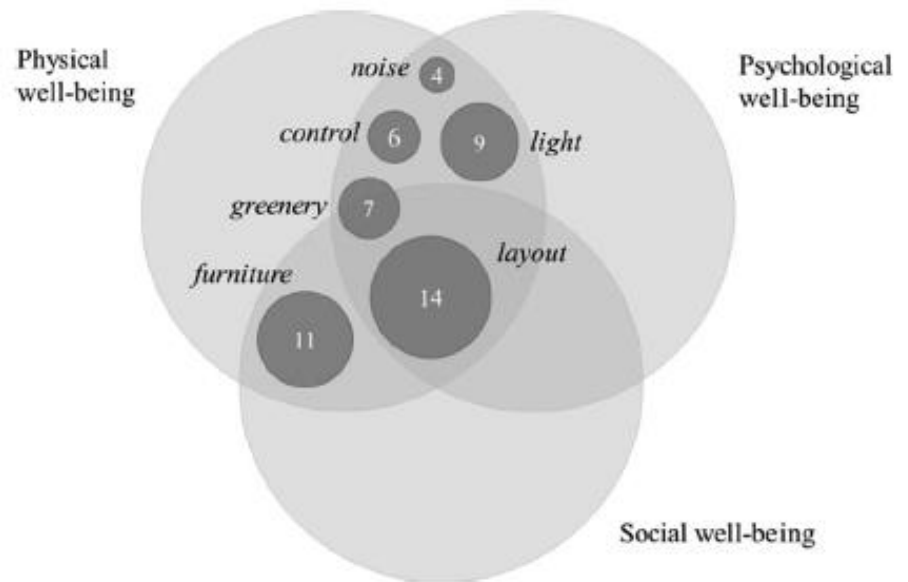 Physical
well-being
Psychological
well-being
noise
4
control
6
9
light
greenery
7
layout
furniture
14
11
Social well-being